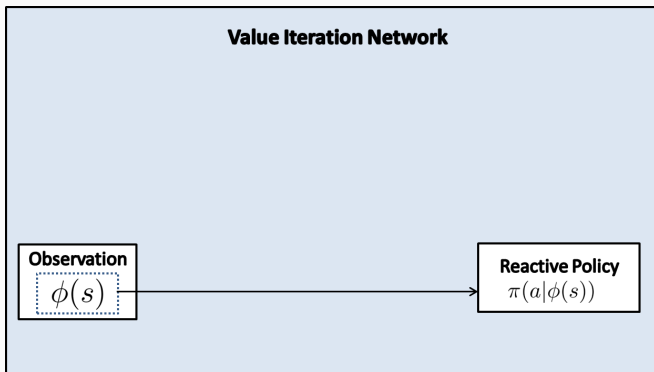 Value Iteration Network
Observation
ϕ(s)
Reactive Policy
π(a|ϕ(s))